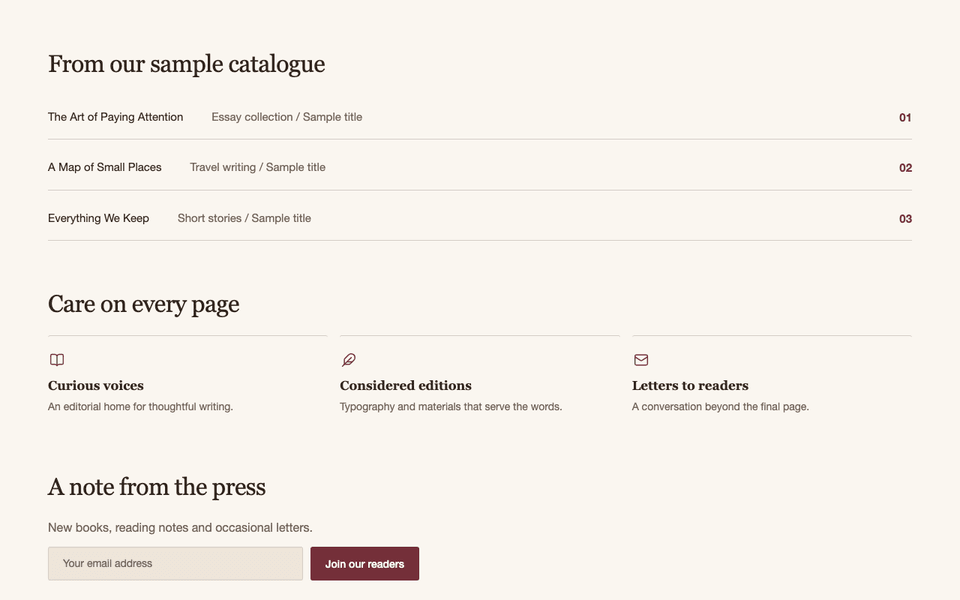 From our sample catalogue
The Art of Paying Attention Essay collection / Sample title 01
A Map of Small Places Travel writing / Sample title 02
Everything We Keep Short stories / Sample title 03
Care on every page
Curious voices
An editorial home for thoughtful writing.
Considered editions
Typography and materials that serve the words.
Letters to readers
A conversation beyond the final page.
A note from the press
New books, reading notes and occasional letters.
Your email address
Join our readers